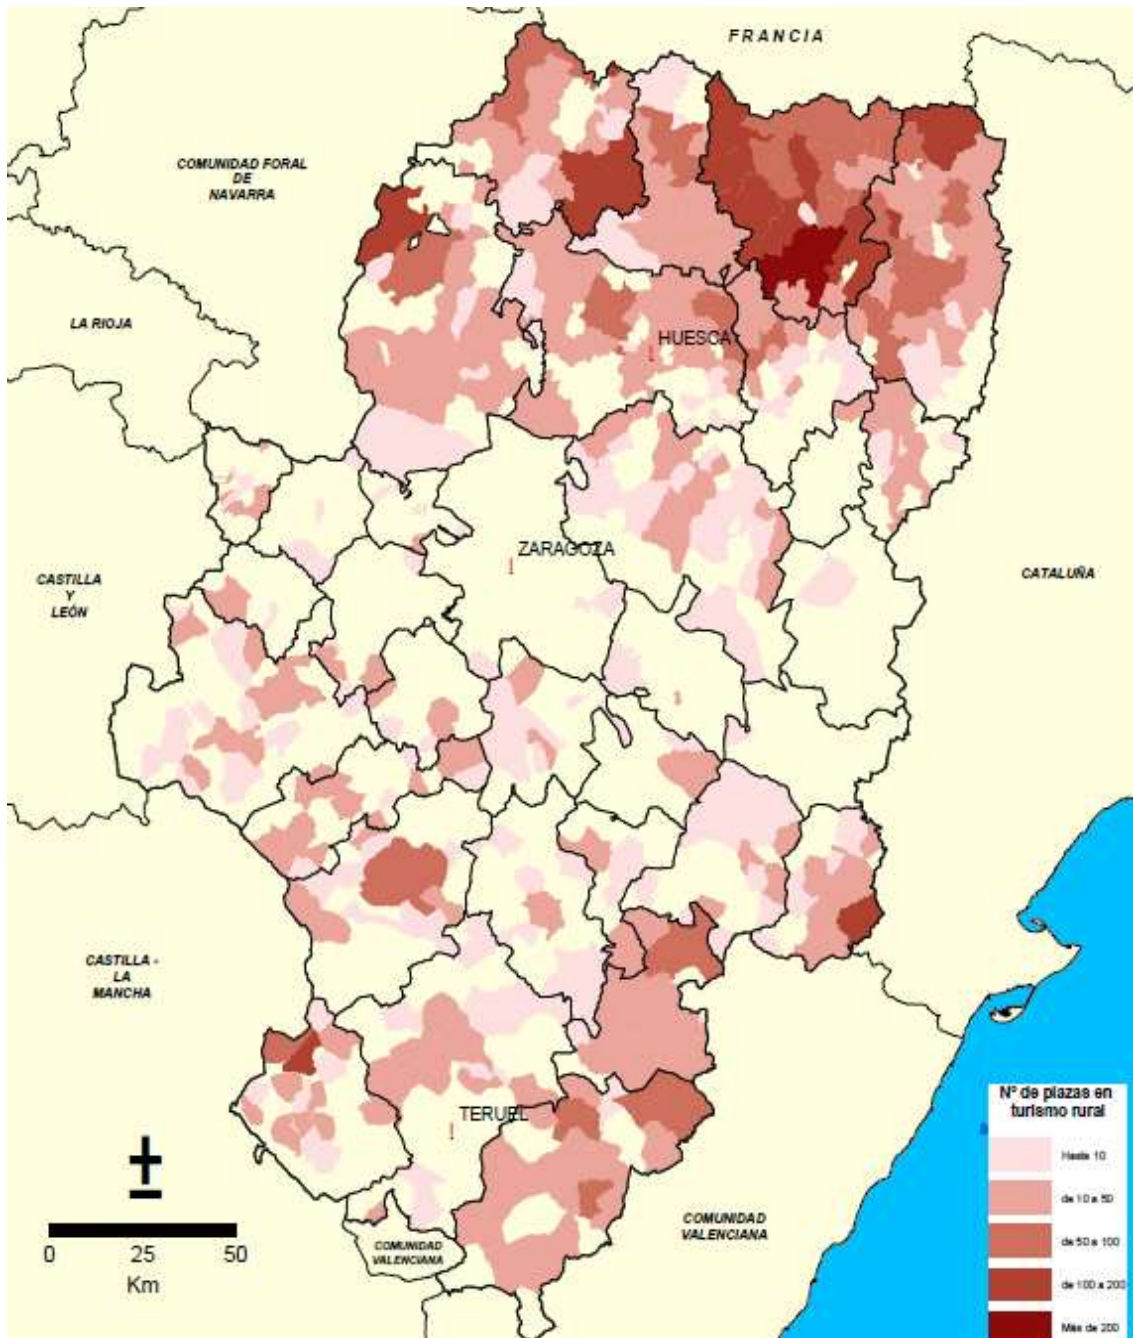 FRANCIA
COMUNIDAD FORAL
DE
NAVARRA
LA RIOJA
HUESCA
ZARAGOZA
CASTILLA
Y
LEÓN
CATALUÑA
CASTILLA -
LA
MANCHA
TERUEL
COMUNIDAD
VALENCIANA
COMUNIDAD
VALENCIANA
0 25 50
Km
Nº de plazas en
turismo rural
Hasta 10
de 10 a 50
de 50 a 100
de 100 a 200
Más de 200